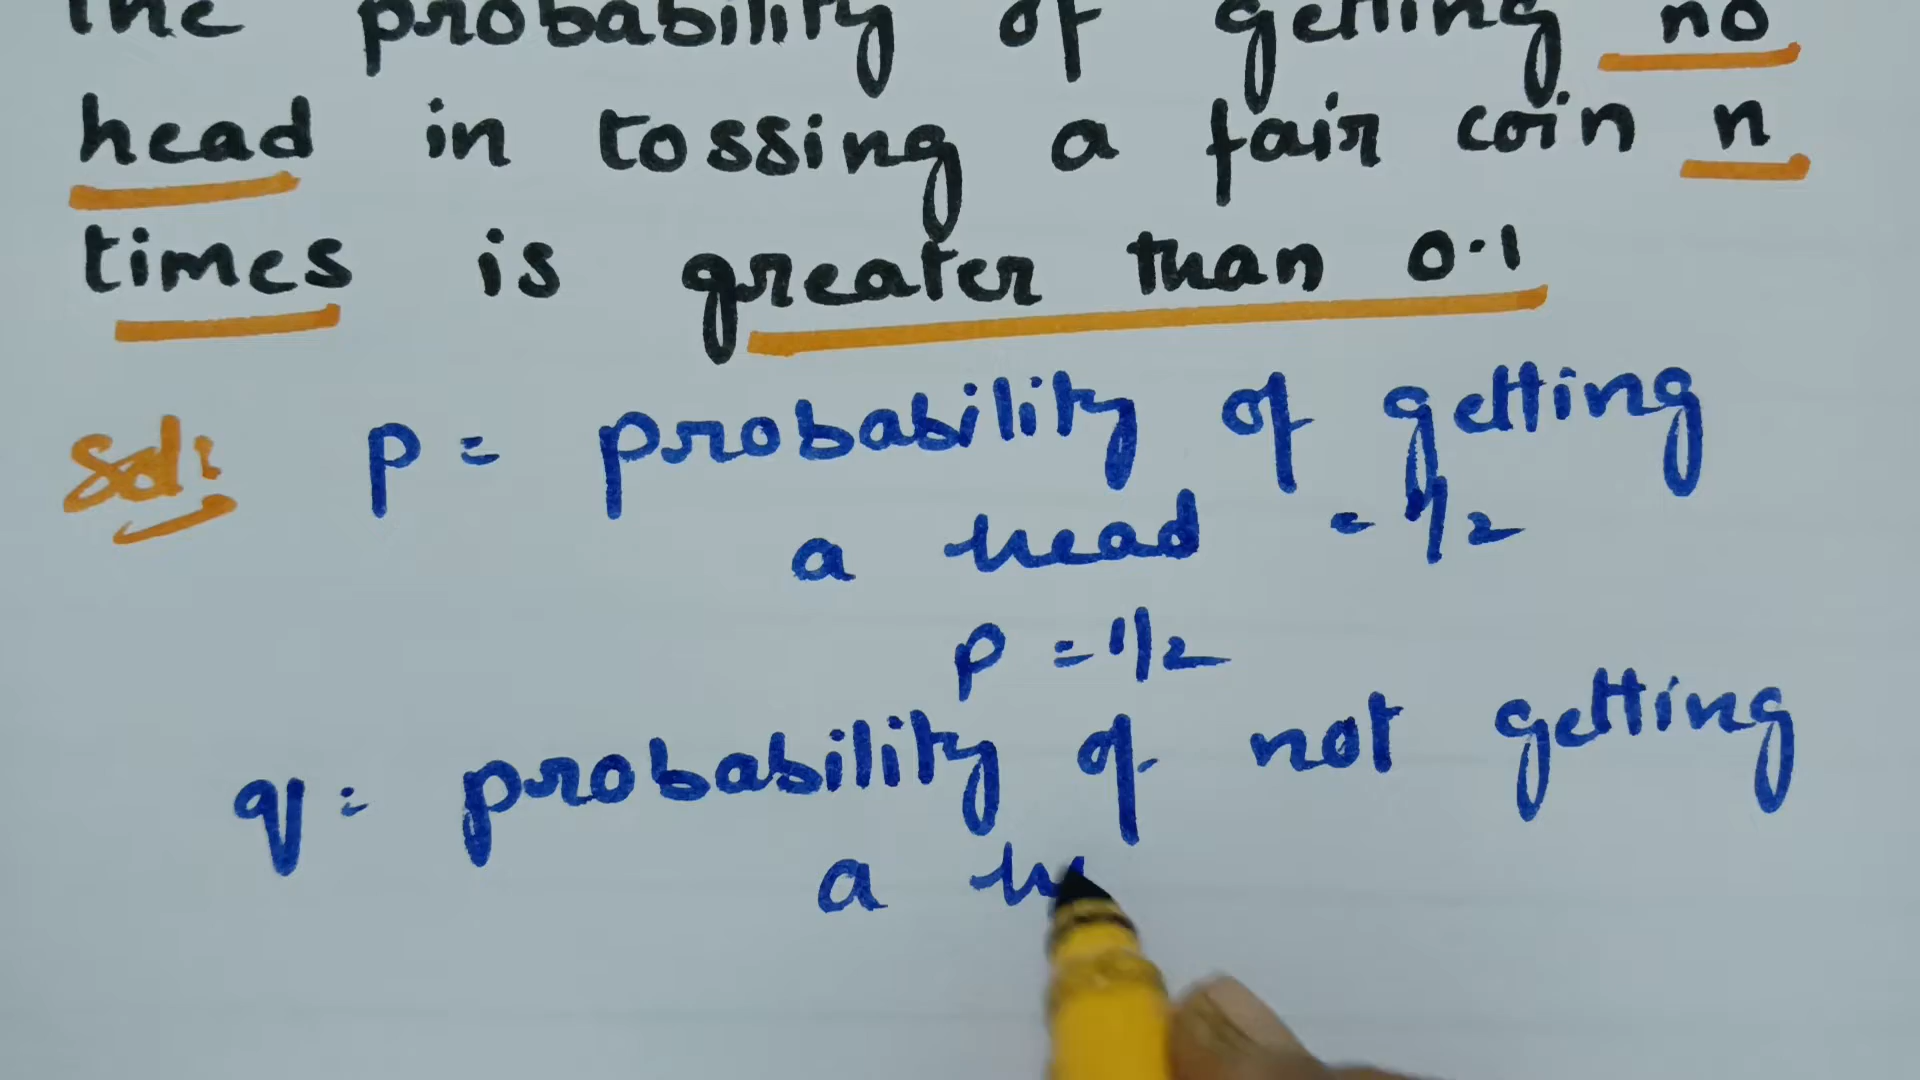 The probability of getting no
head in tossing a fair coin n
times is greater than 0.1
Sol: p = probability of getting
a head = 1/2
p = 1/2
q = probability of not getting
a